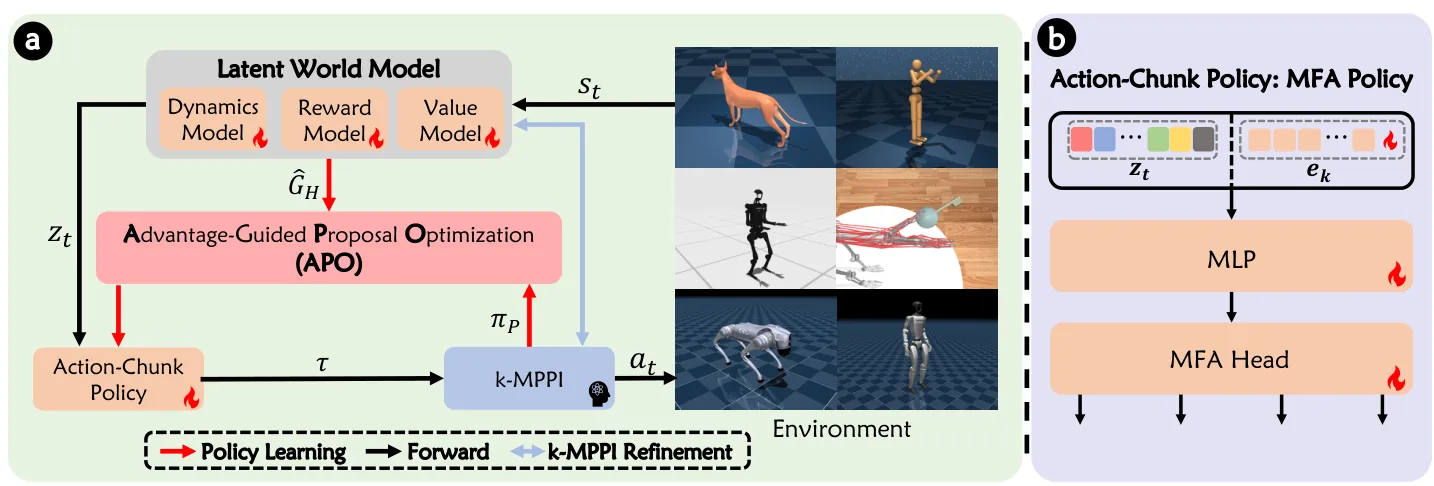 a
Latent World Model
Dynamics
Model
Reward
Model
Value
Model
s_t
Ĝ_H
z_t
Advantage-Guided Proposal Optimization
(APO)
π_P
Action-Chunk
Policy
τ
k-MPPI
a_t
Environment
Policy Learning
Forward
k-MPPI Refinement
b
Action-Chunk Policy: MFA Policy
...
...
z_t
e_k
MLP
MFA Head